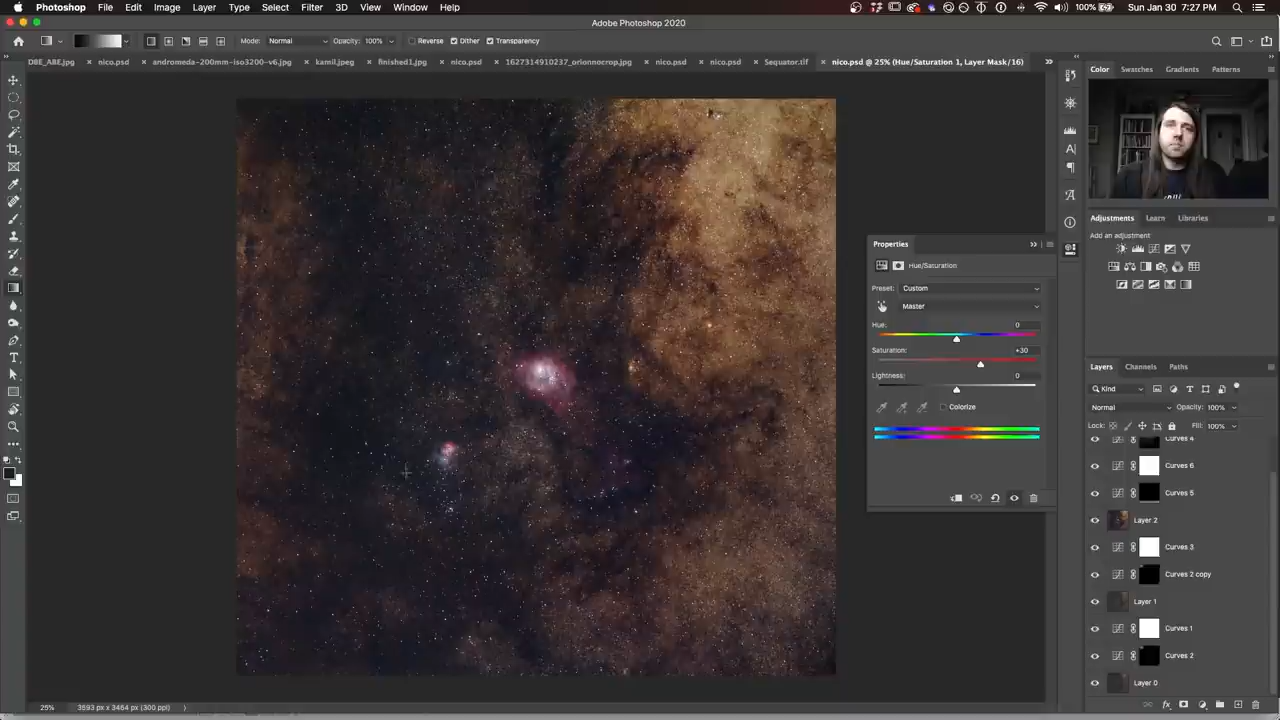 Photoshop File Edit Image Layer Type Select Filter 3D View Window Help 100% Sun Jan 30 7:27 PM
Adobe Photoshop 2020
Mode: Normal Opacity: 100% Reverse Dither Transparency
D8E_ABE.jpg × nico.psd × andromeda-200mm-iso3200-v6.jpg × kamil.jpeg × finished1.jpg × nico.psd × 1627314910237_orionnocrop.jpg × nico.psd × nico.psd × Sequator.tif × nico.psd @ 25% (Hue/Saturation 1, Layer Mask/16)
Color Swatches Gradients Patterns
Adjustments Learn Libraries
Add an adjustment
Properties
Hue/Saturation
Preset: Custom
Master
Hue: 0
Saturation: +30
Lightness: 0
Colorize
Layers Channels Paths
Kind
Normal Opacity: 100%
Lock: Fill: 100%
Curves 4
Curves 6
Curves 5
Layer 2
Curves 3
Curves 2 copy
Layer 1
Curves 1
Curves 2
Layer 0
25% 3593 px x 3464 px (300 ppi)